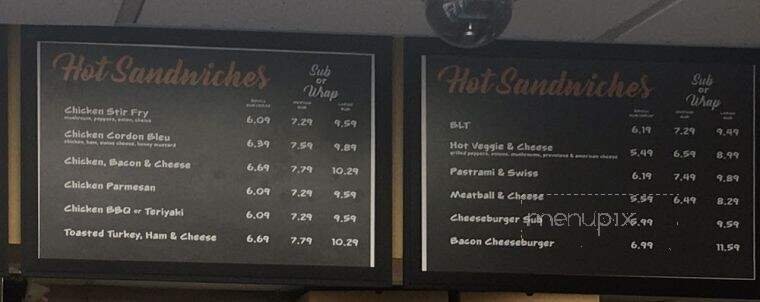 Hot Sandwiches
Sub
or
Wrap
Chicken Stir Fry 6.09 7.29 9.59
mushroom, peppers, onion, cheese
Chicken Cordon Bleu 6.39 7.59 9.89
chicken, ham, swiss cheese, honey mustard
Chicken, Bacon & Cheese 6.69 7.79 10.29
Chicken Parmesan 6.09 7.29 9.59
Chicken BBQ or Teriyaki 6.09 7.29 9.59
Toasted Turkey, Ham & Cheese 6.69 7.79 10.29
Hot Sandwiches
Sub
or
Wrap
BLT 6.19 7.29 9.49
Hot Veggie & Cheese 5.49 6.59 8.99
grilled peppers, onions, mushrooms, provolone & american cheese
Pastrami & Swiss 6.19 7.49 9.89
Meatball & Cheese 5.59 6.49 8.29
Cheeseburger Sub 5.99 9.59
Bacon Cheeseburger 6.99 11.59
menupix